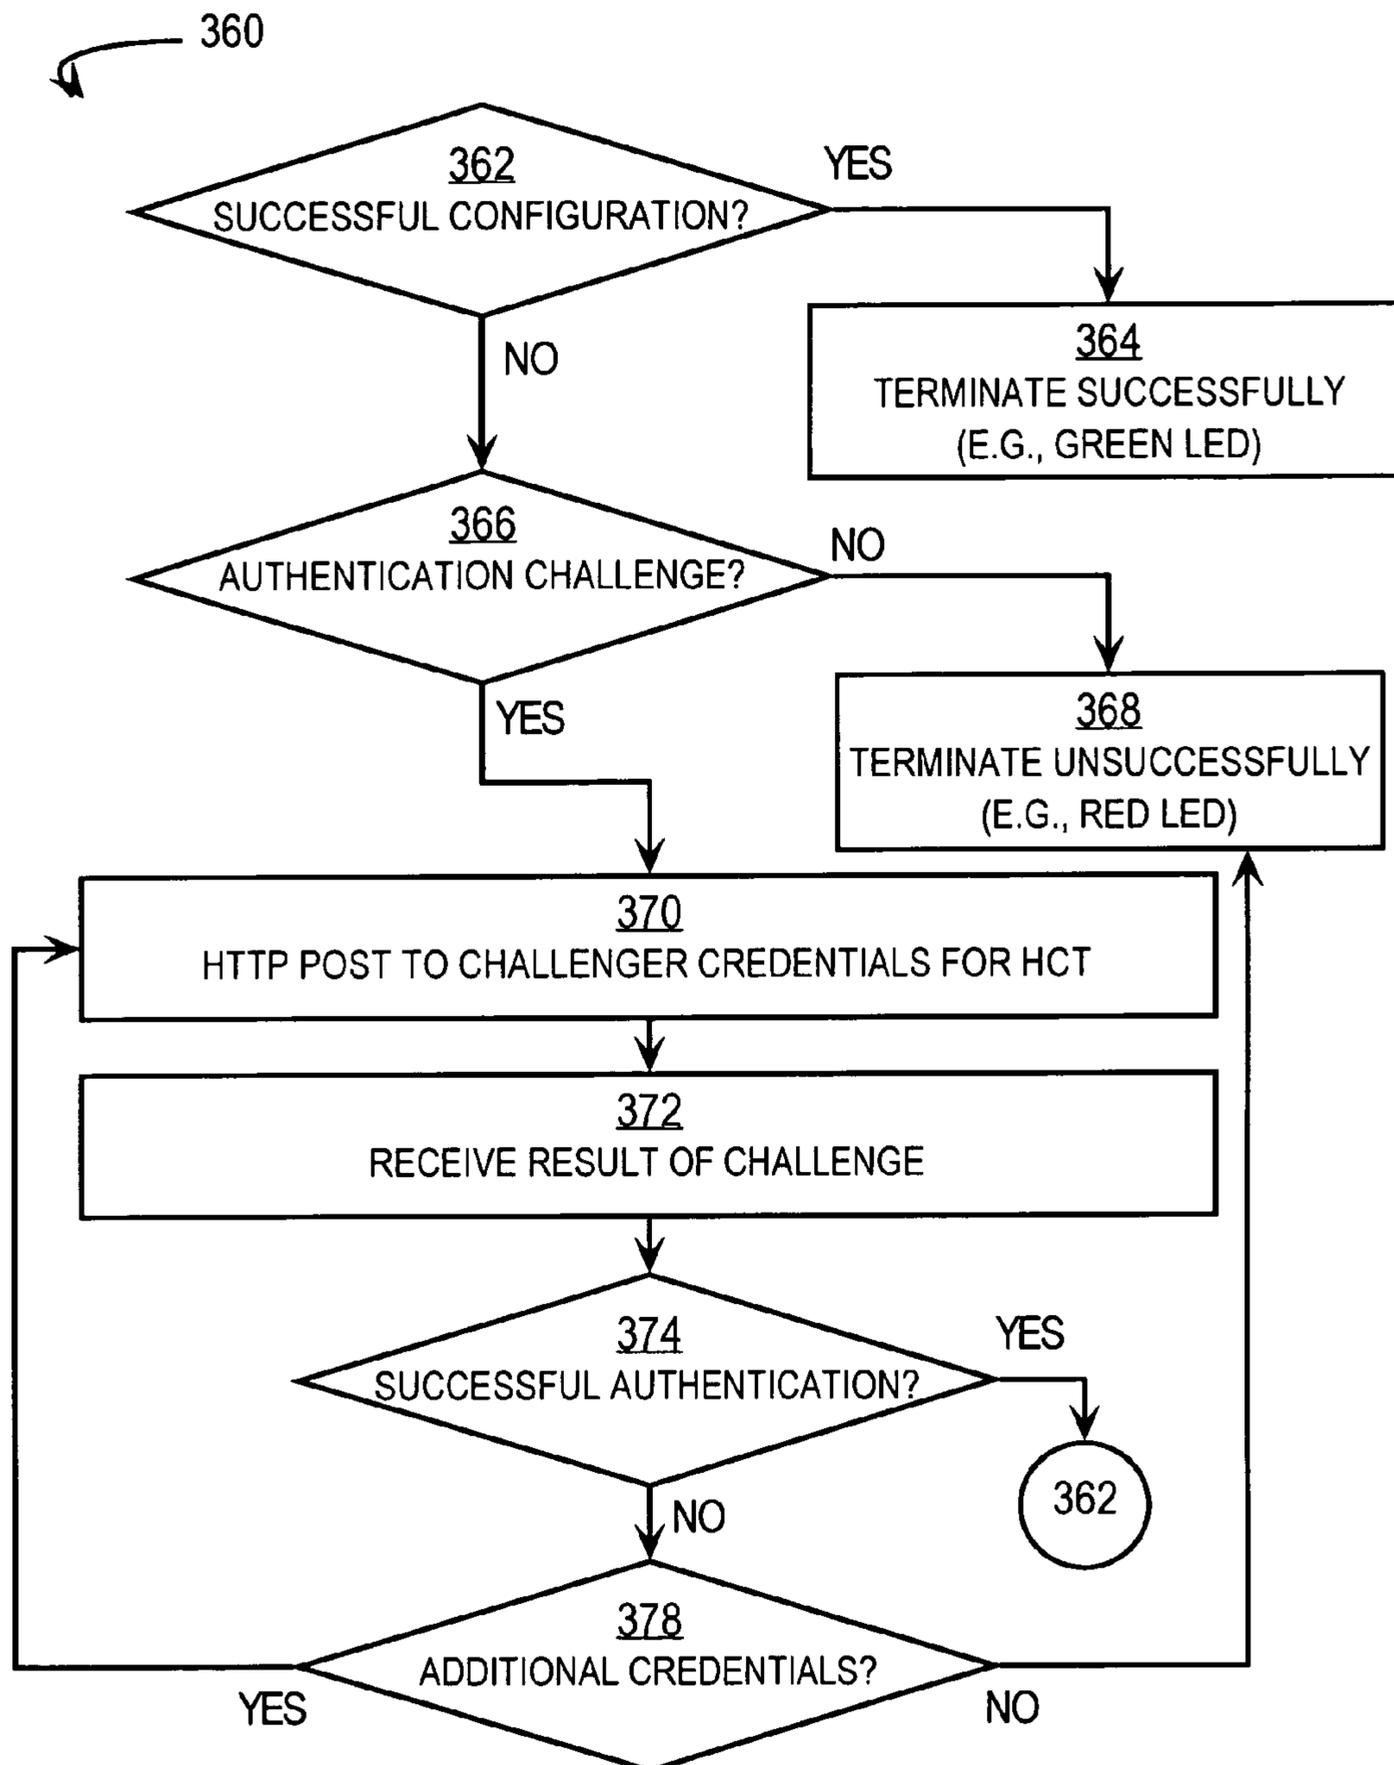 360
362
SUCCESSFUL CONFIGURATION?
YES
NO
364
TERMINATE SUCCESSFULLY
(E.G., GREEN LED)
366
AUTHENTICATION CHALLENGE?
NO
YES
368
TERMINATE UNSUCCESSFULLY
(E.G., RED LED)
370
HTTP POST TO CHALLENGER CREDENTIALS FOR HCT
372
RECEIVE RESULT OF CHALLENGE
374
SUCCESSFUL AUTHENTICATION?
YES
362
NO
378
ADDITIONAL CREDENTIALS?
YES
NO